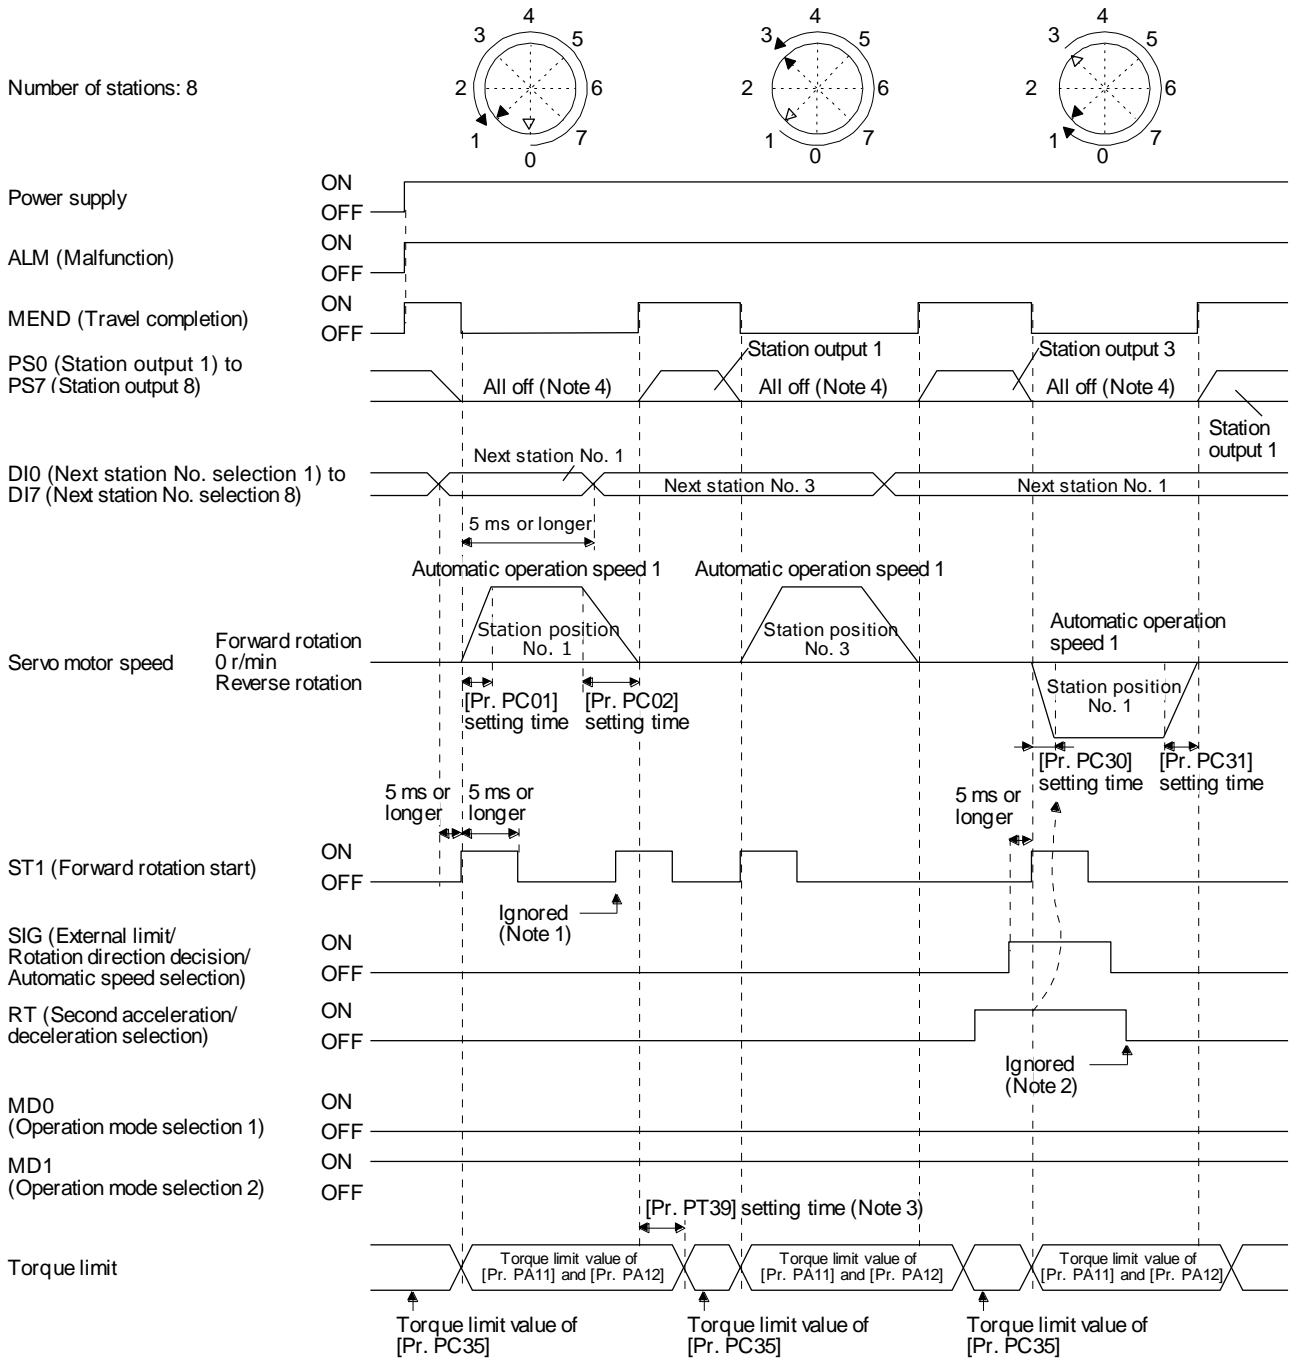 4 4 4
3 5 3 5 3 5
Number of stations: 8
2 6 2 6 2 6
1 7 1 7 1 7
0 0 0
Power supply
ON
OFF
ALM (Malfunction)
ON
OFF
MEND (Travel completion)
ON
OFF
PS0 (Station output 1) to
PS7 (Station output 8)
Station output 1
Station output 3
All off (Note 4)
All off (Note 4)
All off (Note 4)
Station
output 1
DI0 (Next station No. selection 1) to
DI7 (Next station No. selection 8)
Next station No. 1
Next station No. 3
Next station No. 1
5 ms or longer
Automatic operation speed 1
Automatic operation speed 1
Automatic operation
speed 1
Servo motor speed
Forward rotation
0 r/min
Reverse rotation
Station position
No. 1
Station position
No. 3
Station position
No. 1
[Pr. PC01]
setting time
[Pr. PC02]
setting time
[Pr. PC30]
setting time
[Pr. PC31]
setting time
5 ms or
longer
5 ms or
longer
5 ms or
longer
ST1 (Forward rotation start)
ON
OFF
Ignored
(Note 1)
SIG (External limit/
Rotation direction decision/
Automatic speed selection)
ON
OFF
RT (Second acceleration/
deceleration selection)
ON
OFF
Ignored
(Note 2)
MD0
(Operation mode selection 1)
ON
OFF
MD1
(Operation mode selection 2)
ON
OFF
[Pr. PT39] setting time (Note 3)
Torque limit
Torque limit value of
[Pr. PA11] and [Pr. PA12]
Torque limit value of
[Pr. PA11] and [Pr. PA12]
Torque limit value of
[Pr. PA11] and [Pr. PA12]
Torque limit value of
[Pr. PC35]
Torque limit value of
[Pr. PC35]
Torque limit value of
[Pr. PC35]